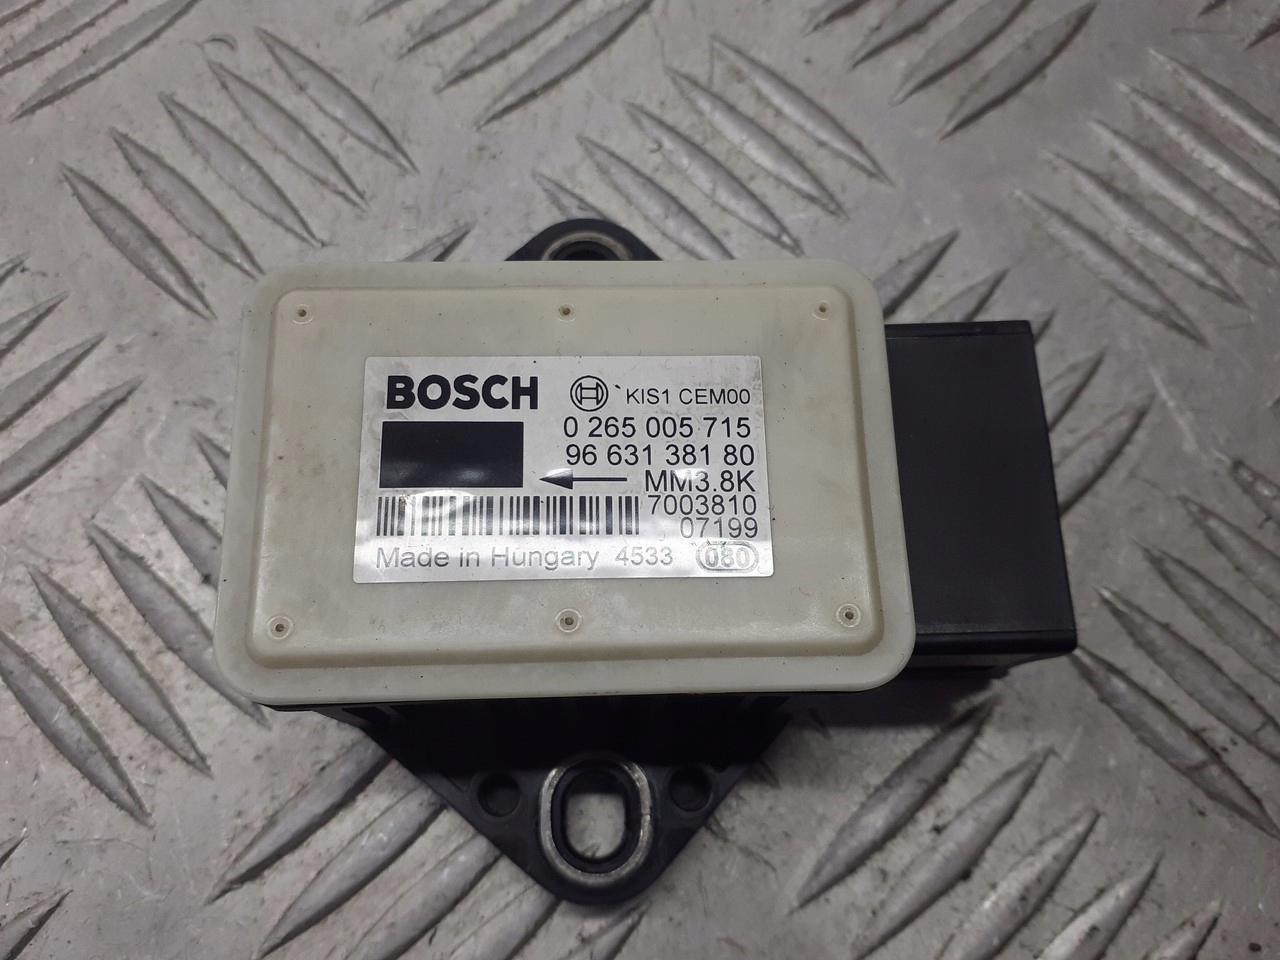 BOSCH KIS1 CEM00
0 265 005 715
96 631 381 80
MM3.8K
7003810
07199
Made in Hungary 4533 080